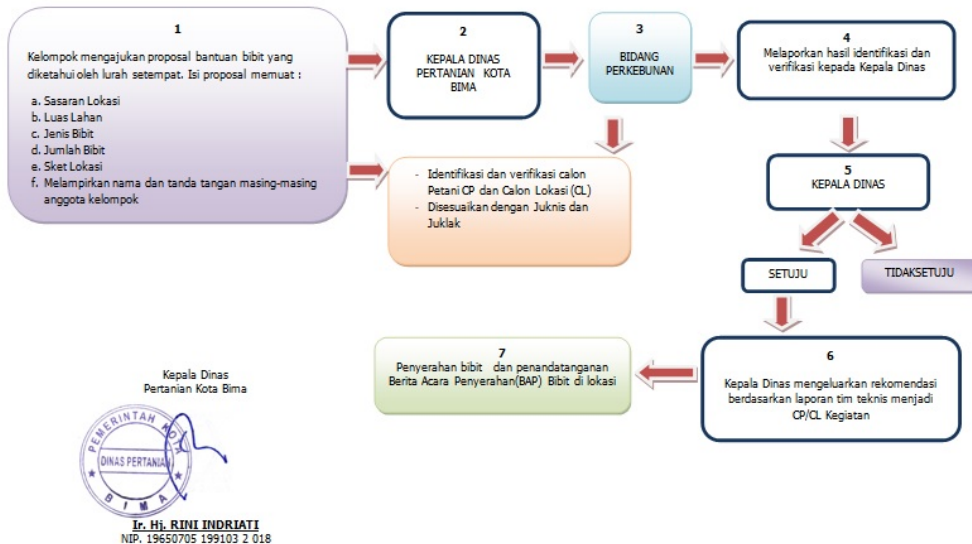 1
Kelompok mengajukan proposal bantuan bibit yang
diketahui oleh lurah setempat. Isi proposal memuat :
a. Sasaran Lokasi
b. Luas Lahan
c. Jenis Bibit
d. Jumlah Bibit
e. Sket Lokasi
f. Melampirkan nama dan tanda tangan masing-masing
anggota kelompok
2
KEPALA DINAS
PERTANIAN KOTA
BIMA
3
BIDANG
PERKEBUNAN
- Identifikasi dan verifikasi calon
Petani CP dan Calon Lokasi (CL)
- Disesuaikan dengan Juknis dan
Juklak
4
Melaporkan hasil identifikasi dan
verifikasi kepada Kepala Dinas
5
KEPALA DINAS
SETUJU
TIDAKSETUJU
6
Kepala Dinas mengeluarkan rekomendasi
berdasarkan laporan tim teknis menjadi
CP/CL Kegiatan
7
Penyerahan bibit dan penandatanganan
Berita Acara Penyerahan(BAP) Bibit di lokasi
Kepala Dinas
Pertanian Kota Bima
PEMERINTAH KOTA
DINAS PERTANIAN
BIMA
Ir. Hj. RINI INDRIATI
NIP. 19650705 199103 2 018